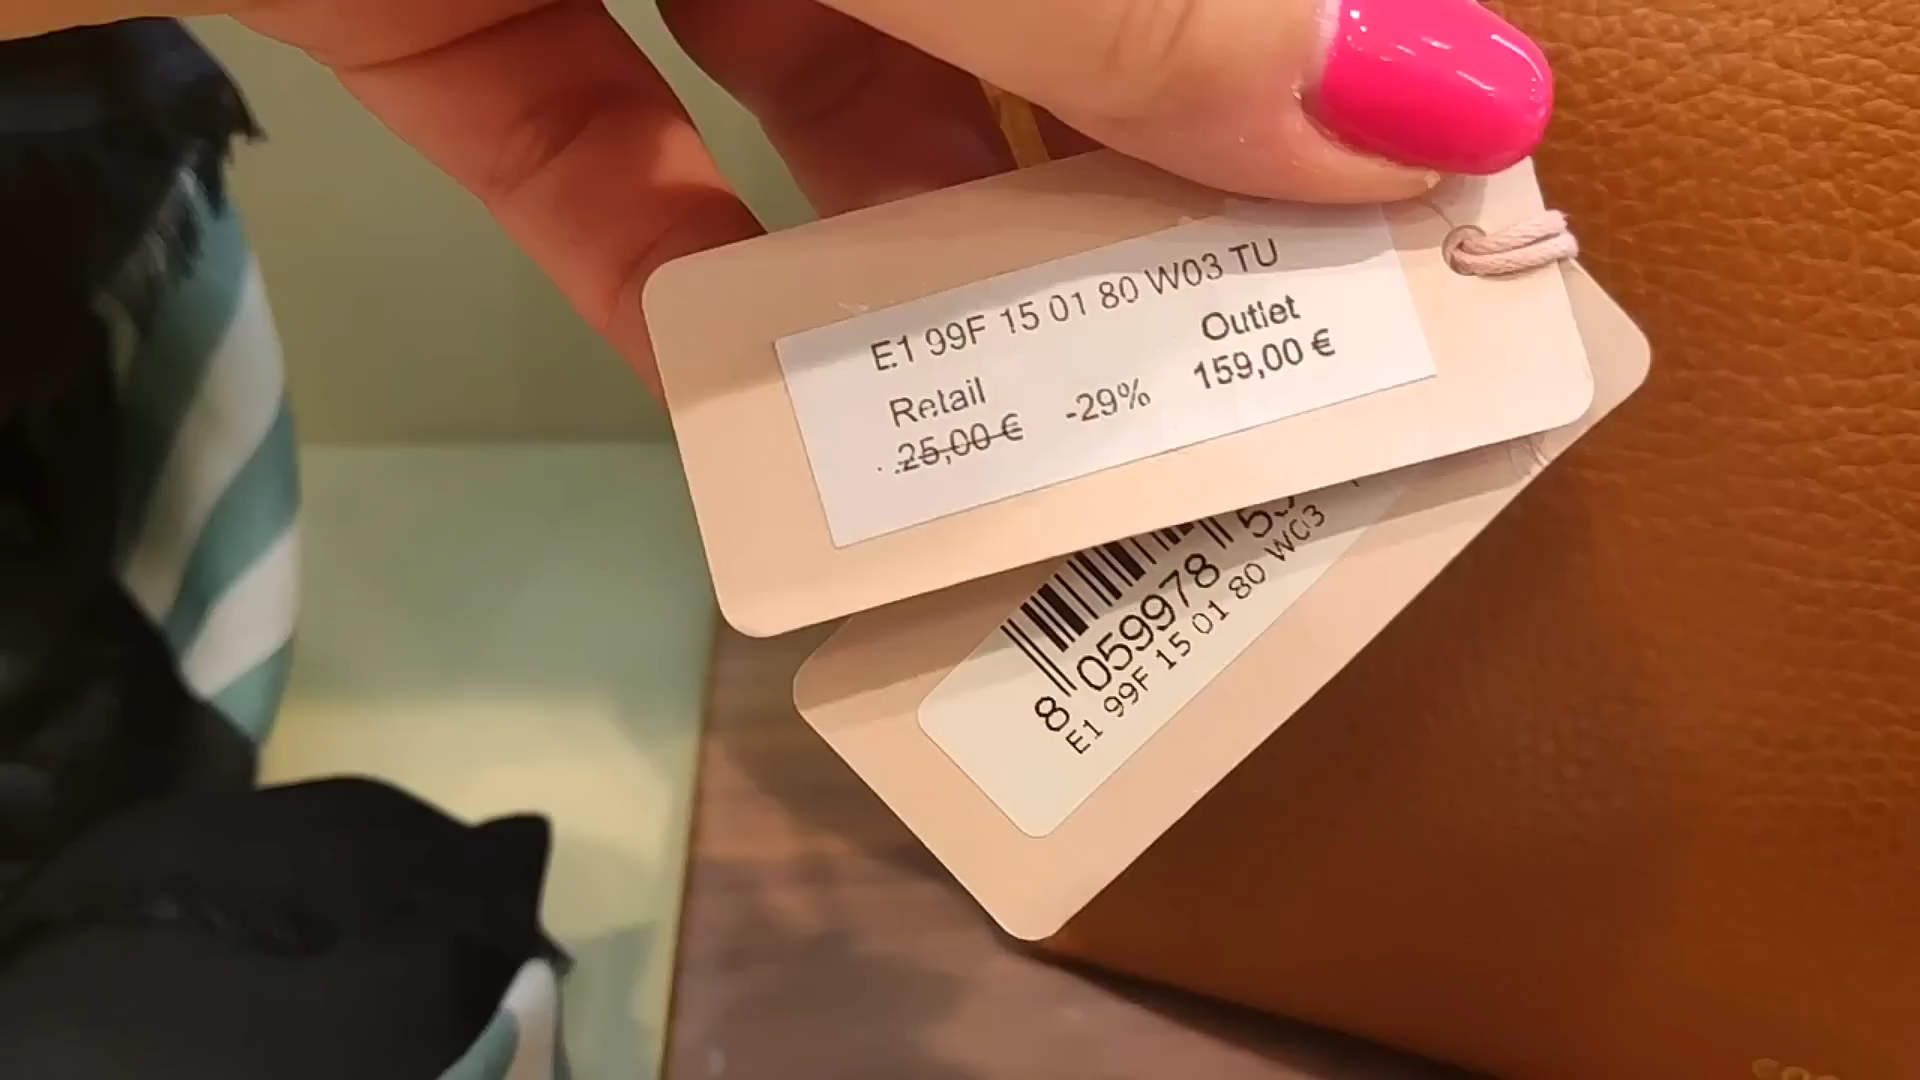 E1 99F 15 01 80 W03 TU
Retail
Outlet
25,00 €
-29%
159,00 €
8 059978
E1 99F 15 01 80 W03